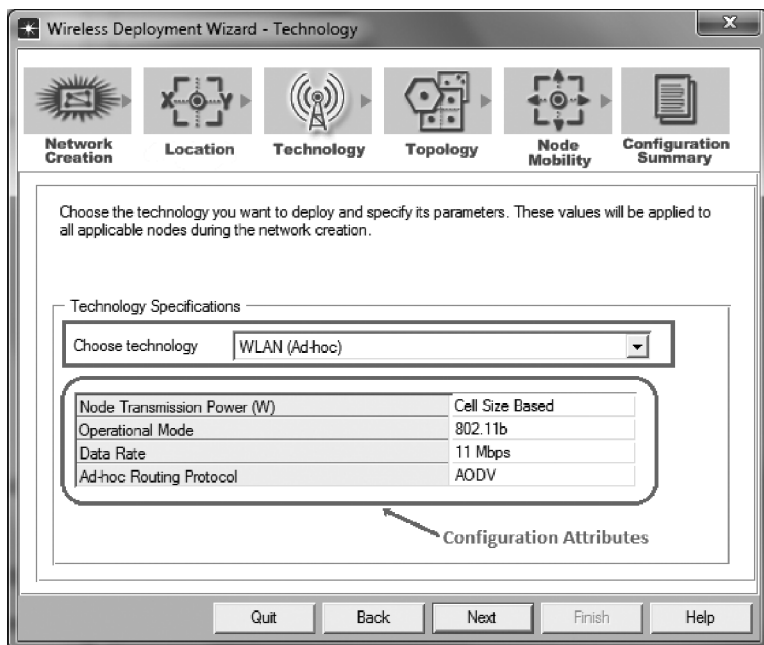 Wireless Deployment Wizard - Technology
X
Network Creation
X Y
Location
Technology
Topology
Node Mobility
Configuration Summary
Choose the technology you want to deploy and specify its parameters. These values will be applied to
all applicable nodes during the network creation.
Technology Specifications
Choose technology WLAN (Ad-hoc)
Node Transmission Power (W) Cell Size Based
Operational Mode 802.11b
Data Rate 11 Mbps
Ad-hoc Routing Protocol AODV
Configuration Attributes
Quit Back Next Finish Help